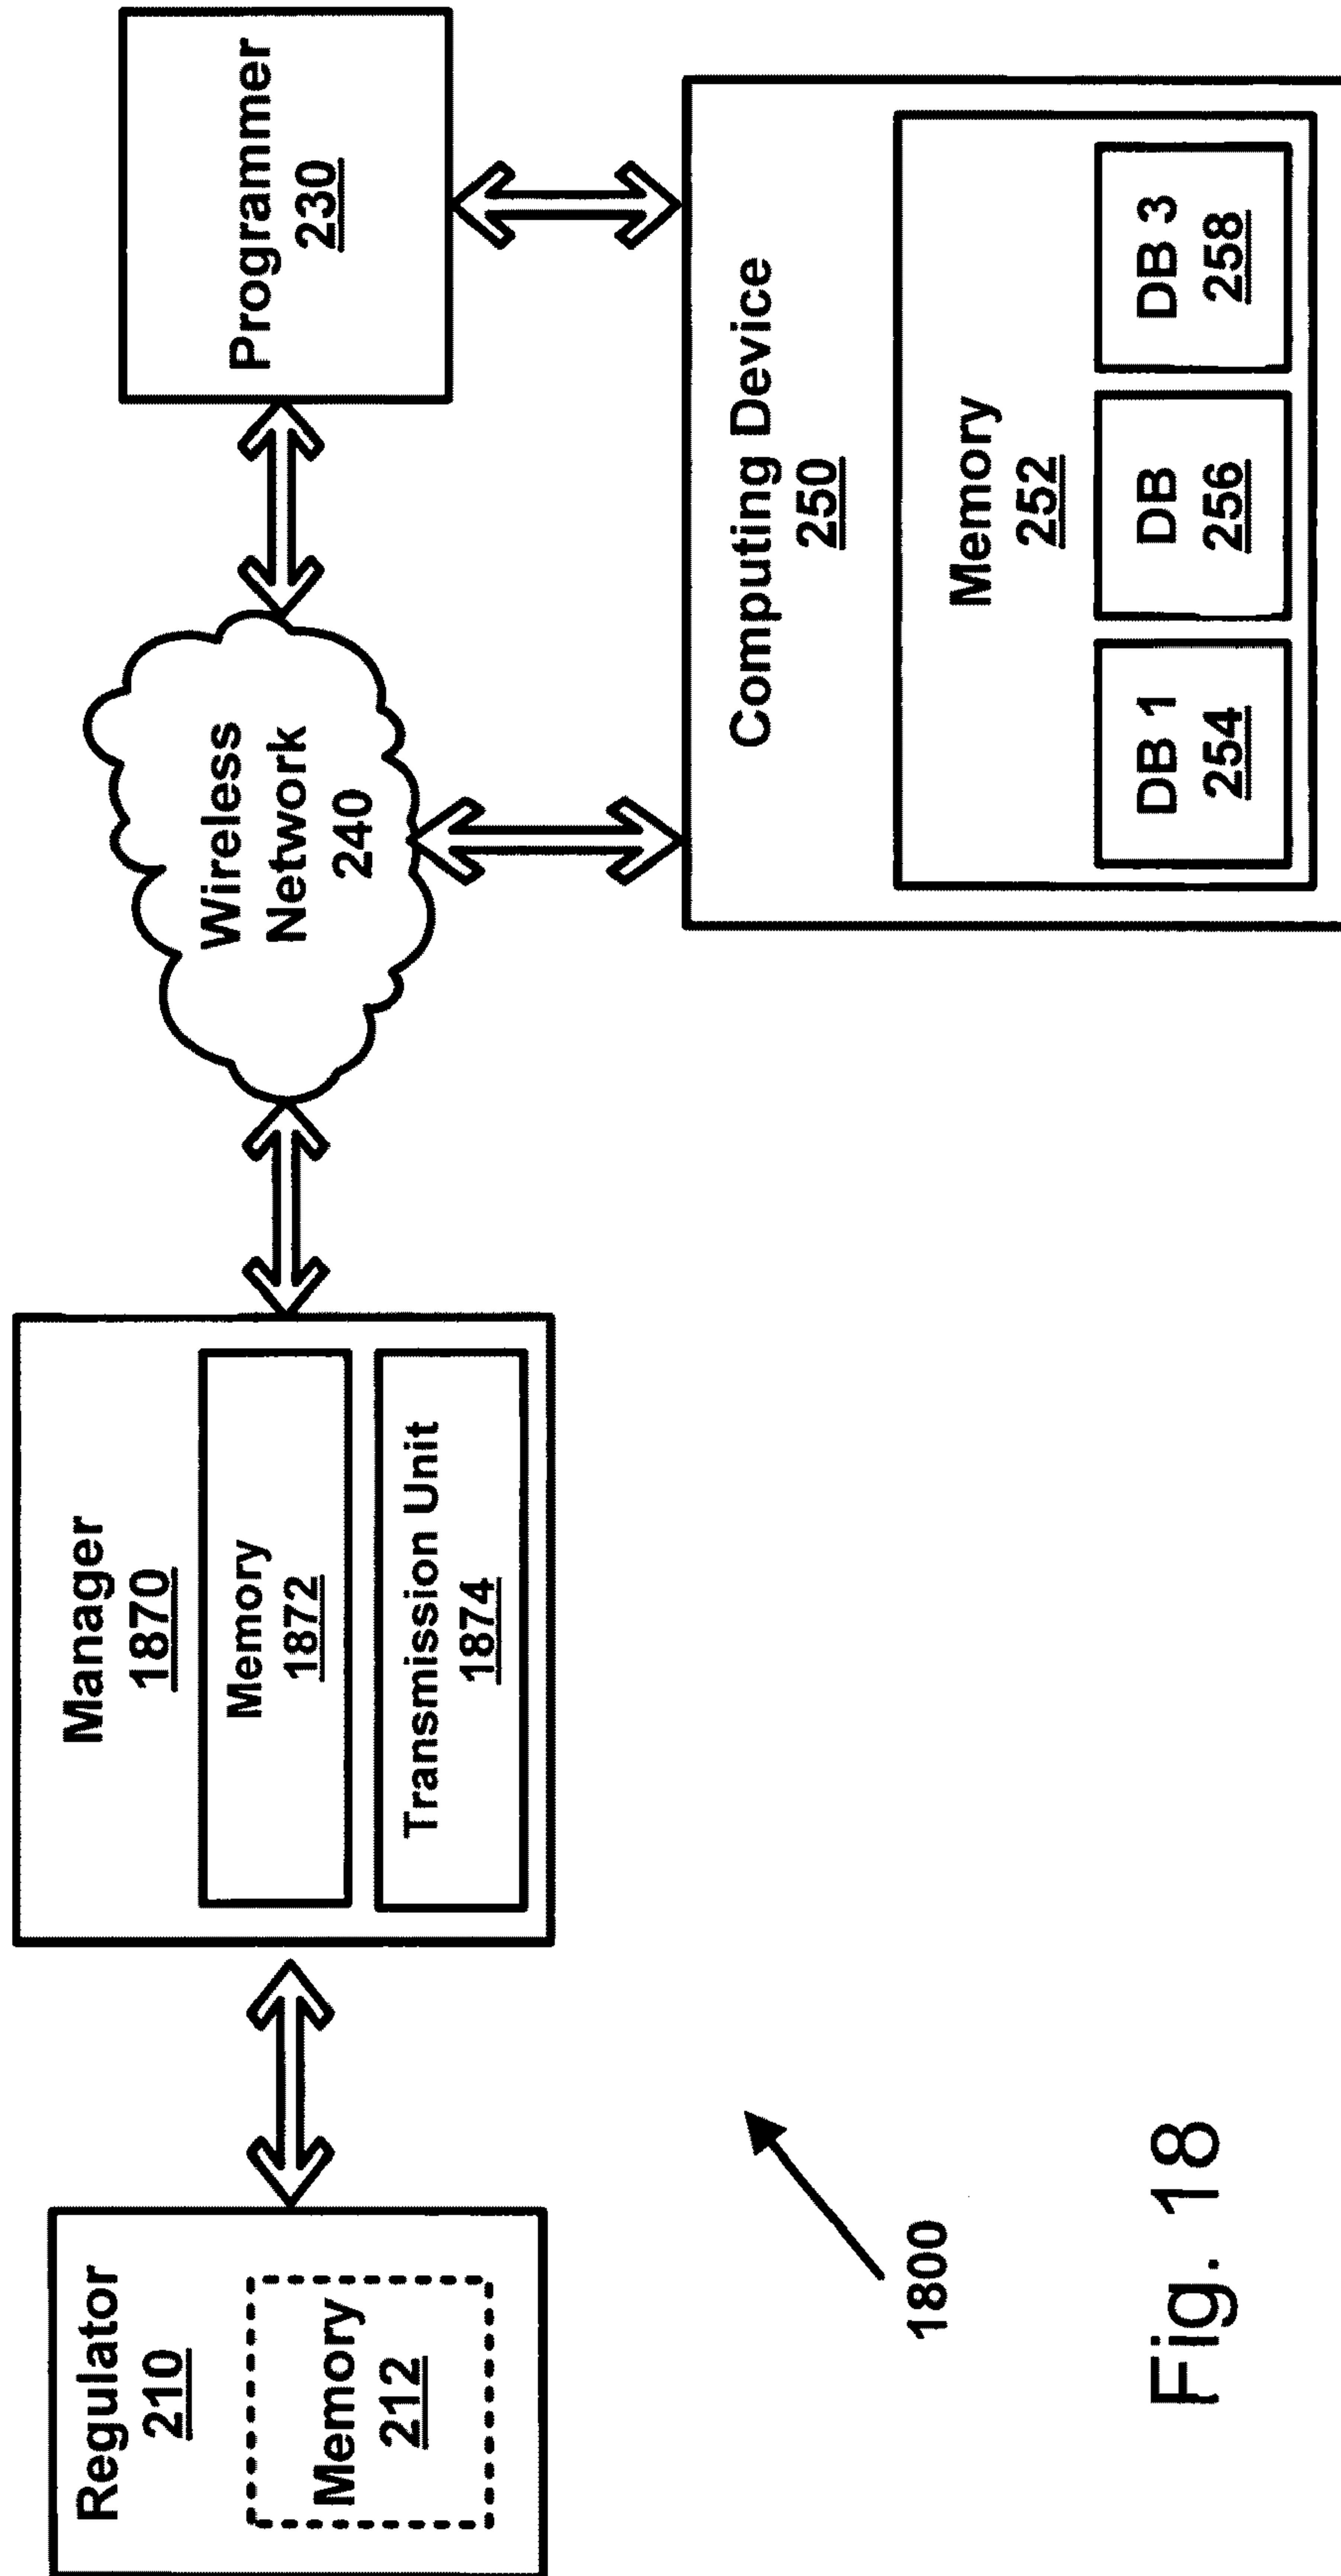 Regulator
210
Memory
212
Manager
1870
Memory
1872
Transmission Unit
1874
Wireless
Network
240
Programmer
230
Computing Device
250
Memory
252
DB 1
254
DB
256
DB 3
258
1800
Fig. 18